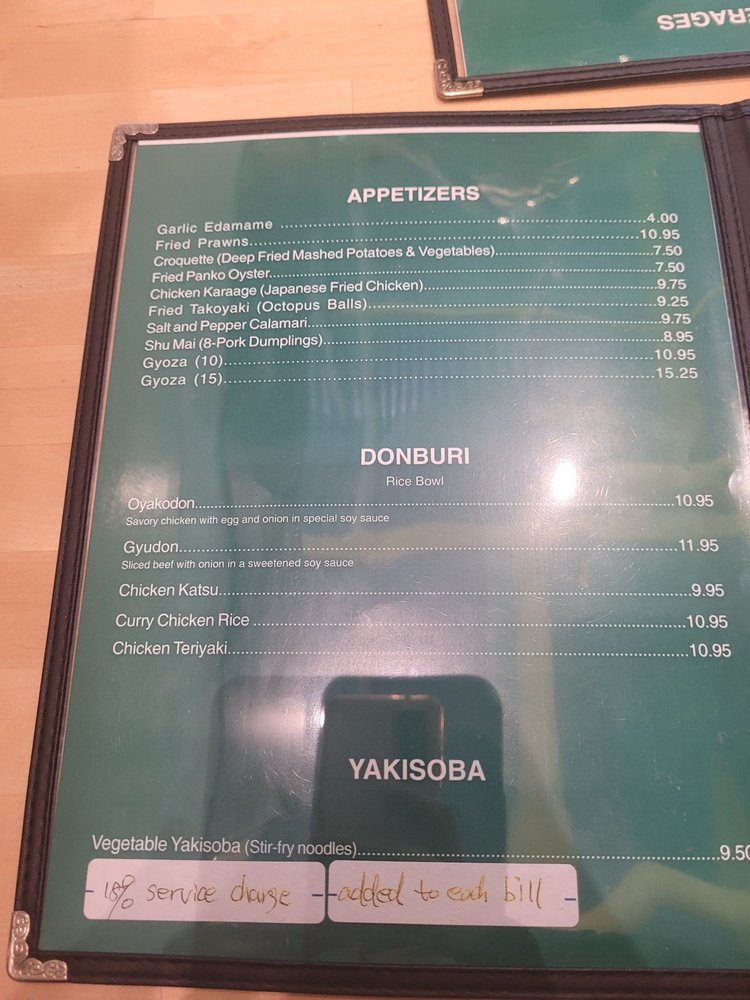 BEVERAGES
APPETIZERS
Garlic Edamame ........ 4.00
Fried Prawns........ 10.95
Croquette (Deep Fried Mashed Potatoes & Vegetables)........ 7.50
Fried Panko Oyster........ 7.50
Chicken Karaage (Japanese Fried Chicken)........ 9.75
Fried Takoyaki (Octopus Balls)........ 9.25
Salt and Pepper Calamari........ 9.75
Shu Mai (8-Pork Dumplings)........ 8.95
Gyoza (10)........ 10.95
Gyoza (15)........ 15.25
DONBURI
Rice Bowl
Oyakodon........ 10.95
Savory chicken with egg and onion in special soy sauce
Gyudon........ 11.95
Sliced beef with onion in a sweetened soy sauce
Chicken Katsu........ 9.95
Curry Chicken Rice ........ 10.95
Chicken Teriyaki........ 10.95
YAKISOBA
Vegetable Yakisoba (Stir-fry noodles)........ 9.50
- 18% service charge - added to each bill -